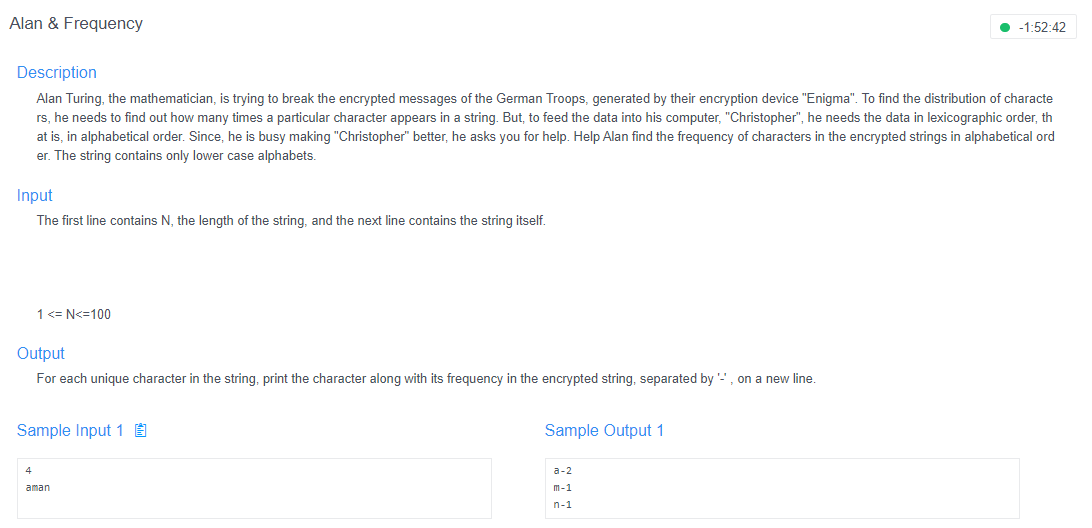 Alan & Frequency
-1:52:42
Description
Alan Turing, the mathematician, is trying to break the encrypted messages of the German Troops, generated by their encryption device "Enigma". To find the distribution of characte
rs, he needs to find out how many times a particular character appears in a string. But, to feed the data into his computer, "Christopher", he needs the data in lexicographic order, th
at is, in alphabetical order. Since, he is busy making "Christopher" better, he asks you for help. Help Alan find the frequency of characters in the encrypted strings in alphabetical ord
er. The string contains only lower case alphabets.
Input
The first line contains N, the length of the string, and the next line contains the string itself.
1 <= N<=100
Output
For each unique character in the string, print the character along with its frequency in the encrypted string, separated by '-' , on a new line.
Sample Input 1
Sample Output 1
4
aman
a-2
m-1
n-1